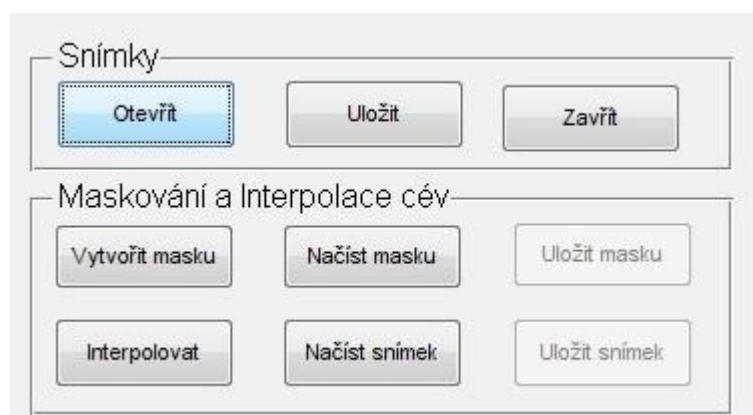 Snímky
Otevřít Uložit Zavřít
Maskování a Interpolace cév
Vytvořit masku Načíst masku Uložit masku
Interpolovat Načíst snímek Uložit snímek